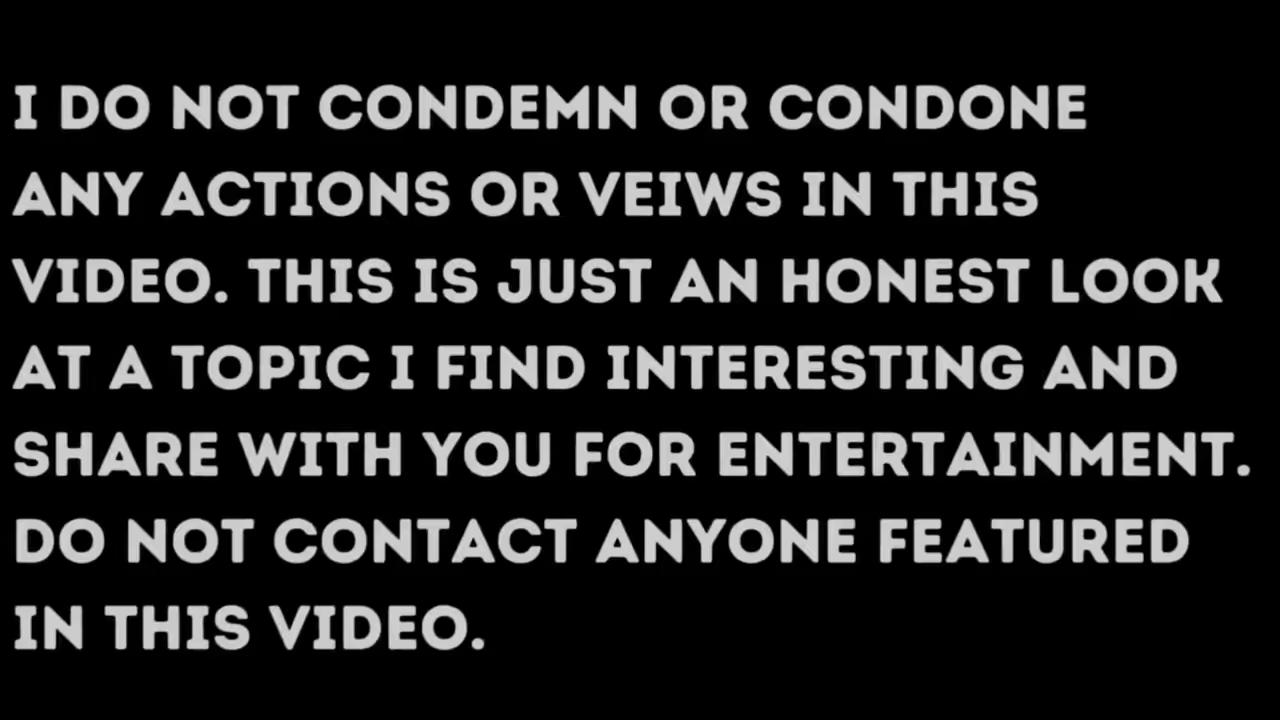 I DO NOT CONDEMN OR CONDONE
ANY ACTIONS OR VEIWS IN THIS
VIDEO. THIS IS JUST AN HONEST LOOK
AT A TOPIC I FIND INTERESTING AND
SHARE WITH YOU FOR ENTERTAINMENT.
DO NOT CONTACT ANYONE FEATURED
IN THIS VIDEO.